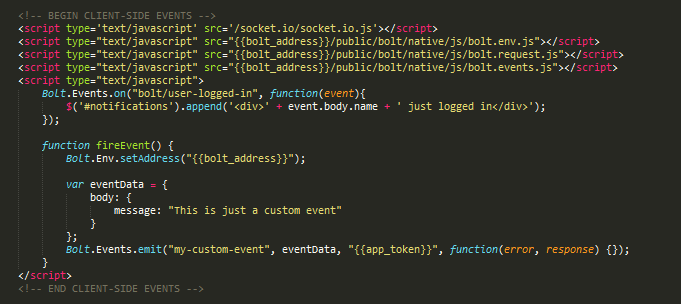 <!-- BEGIN CLIENT-SIDE EVENTS -->
<script type='text/javascript' src='/socket.io/socket.io.js'></script>
<script type="text/javascript" src="{{bolt_address}}/public/bolt/native/js/bolt.env.js"></script>
<script type="text/javascript" src="{{bolt_address}}/public/bolt/native/js/bolt.request.js"></script>
<script type="text/javascript" src="{{bolt_address}}/public/bolt/native/js/bolt.events.js"></script>
<script type="text/javascript">
    Bolt.Events.on("bolt/user-logged-in", function(event){
        $('#notifications').append('<div>' + event.body.name + ' just logged in</div>');
    });

    function fireEvent() {
        Bolt.Env.setAddress("{{bolt_address}}");

        var eventData = {
            body: {
                message: "This is just a custom event"
            }
        };
        Bolt.Events.emit("my-custom-event", eventData, "{{app_token}}", function(error, response) {});
    }
</script>
<!-- END CLIENT-SIDE EVENTS -->